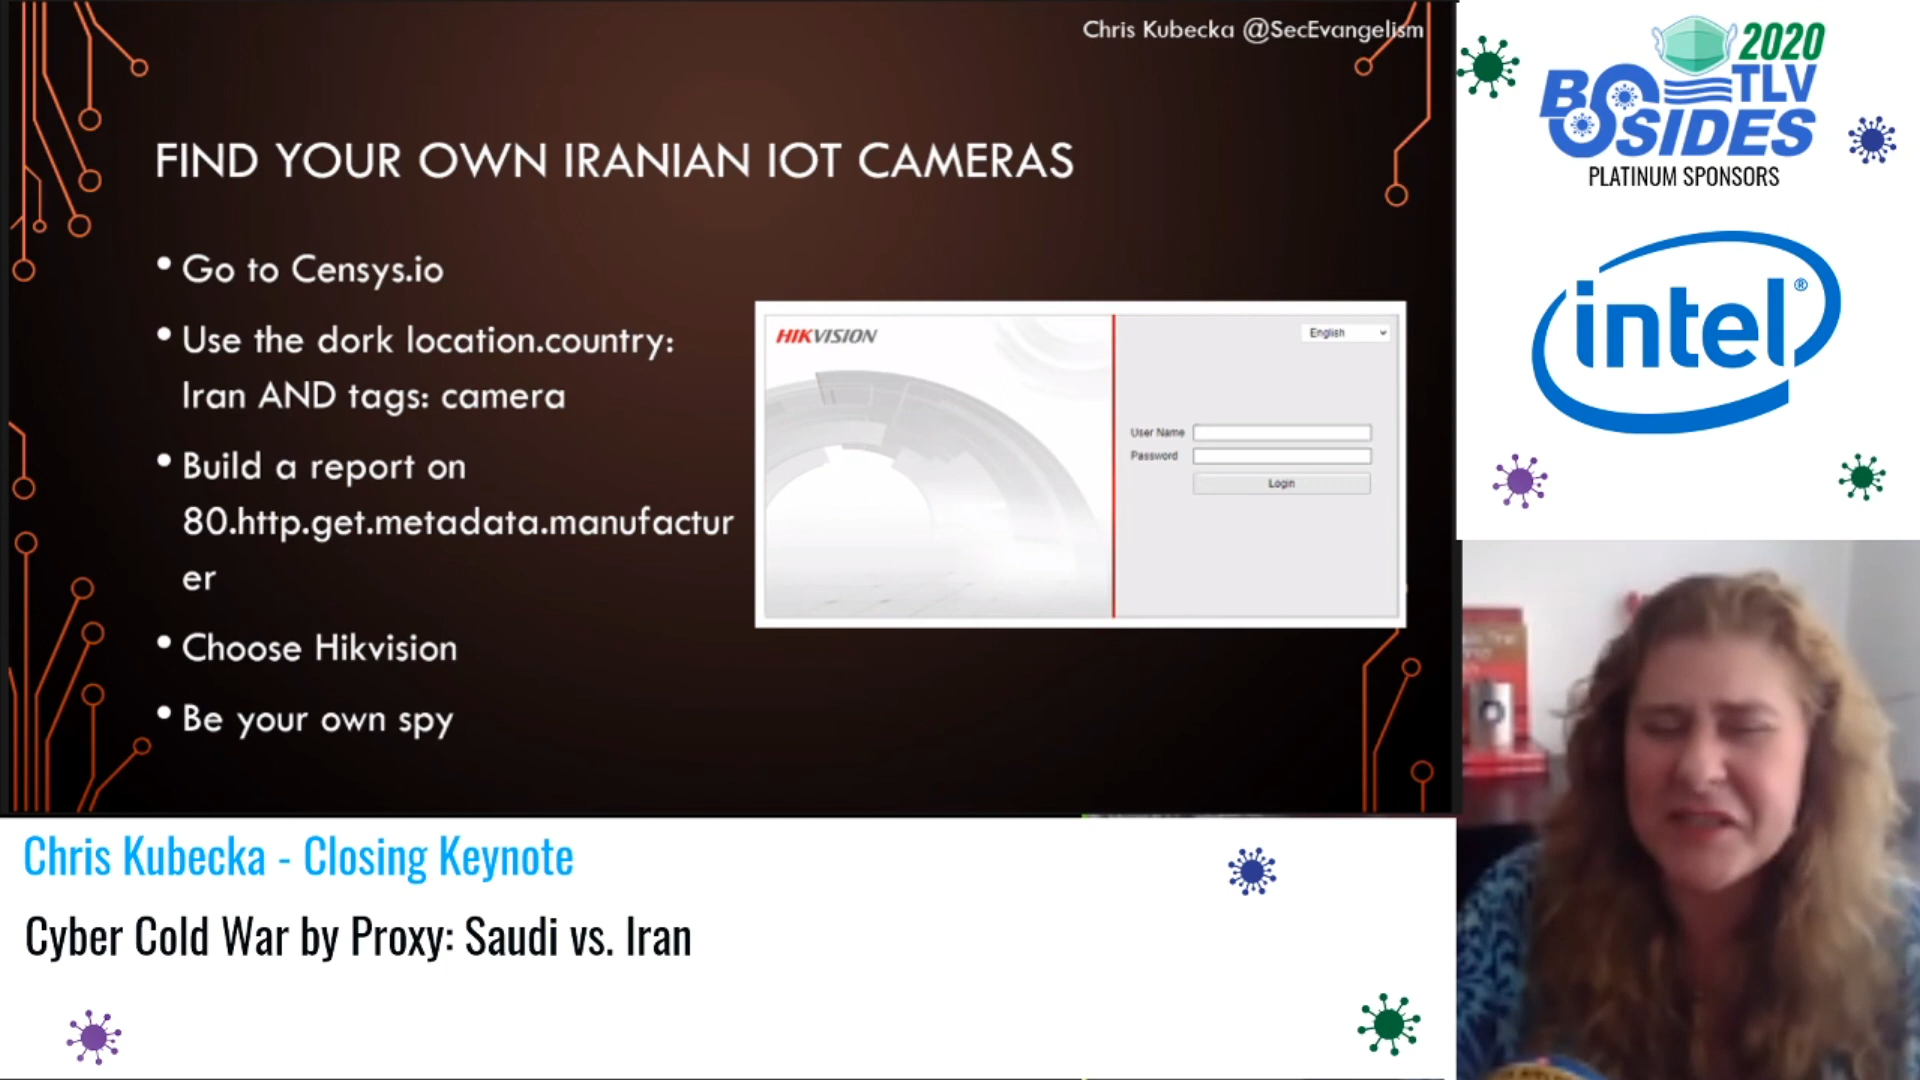 Chris Kubecka @SecEvangelism
FIND YOUR OWN IRANIAN IOT CAMERAS
• Go to Censys.io
• Use the dork location.country:
Iran AND tags: camera
• Build a report on
80.http.get.metadata.manufactur
er
• Choose Hikvision
• Be your own spy
HIKVISION
English
User Name
Password
Login
2020
BSIDES
TLV
PLATINUM SPONSORS
intel®
Chris Kubecka - Closing Keynote
Cyber Cold War by Proxy: Saudi vs. Iran